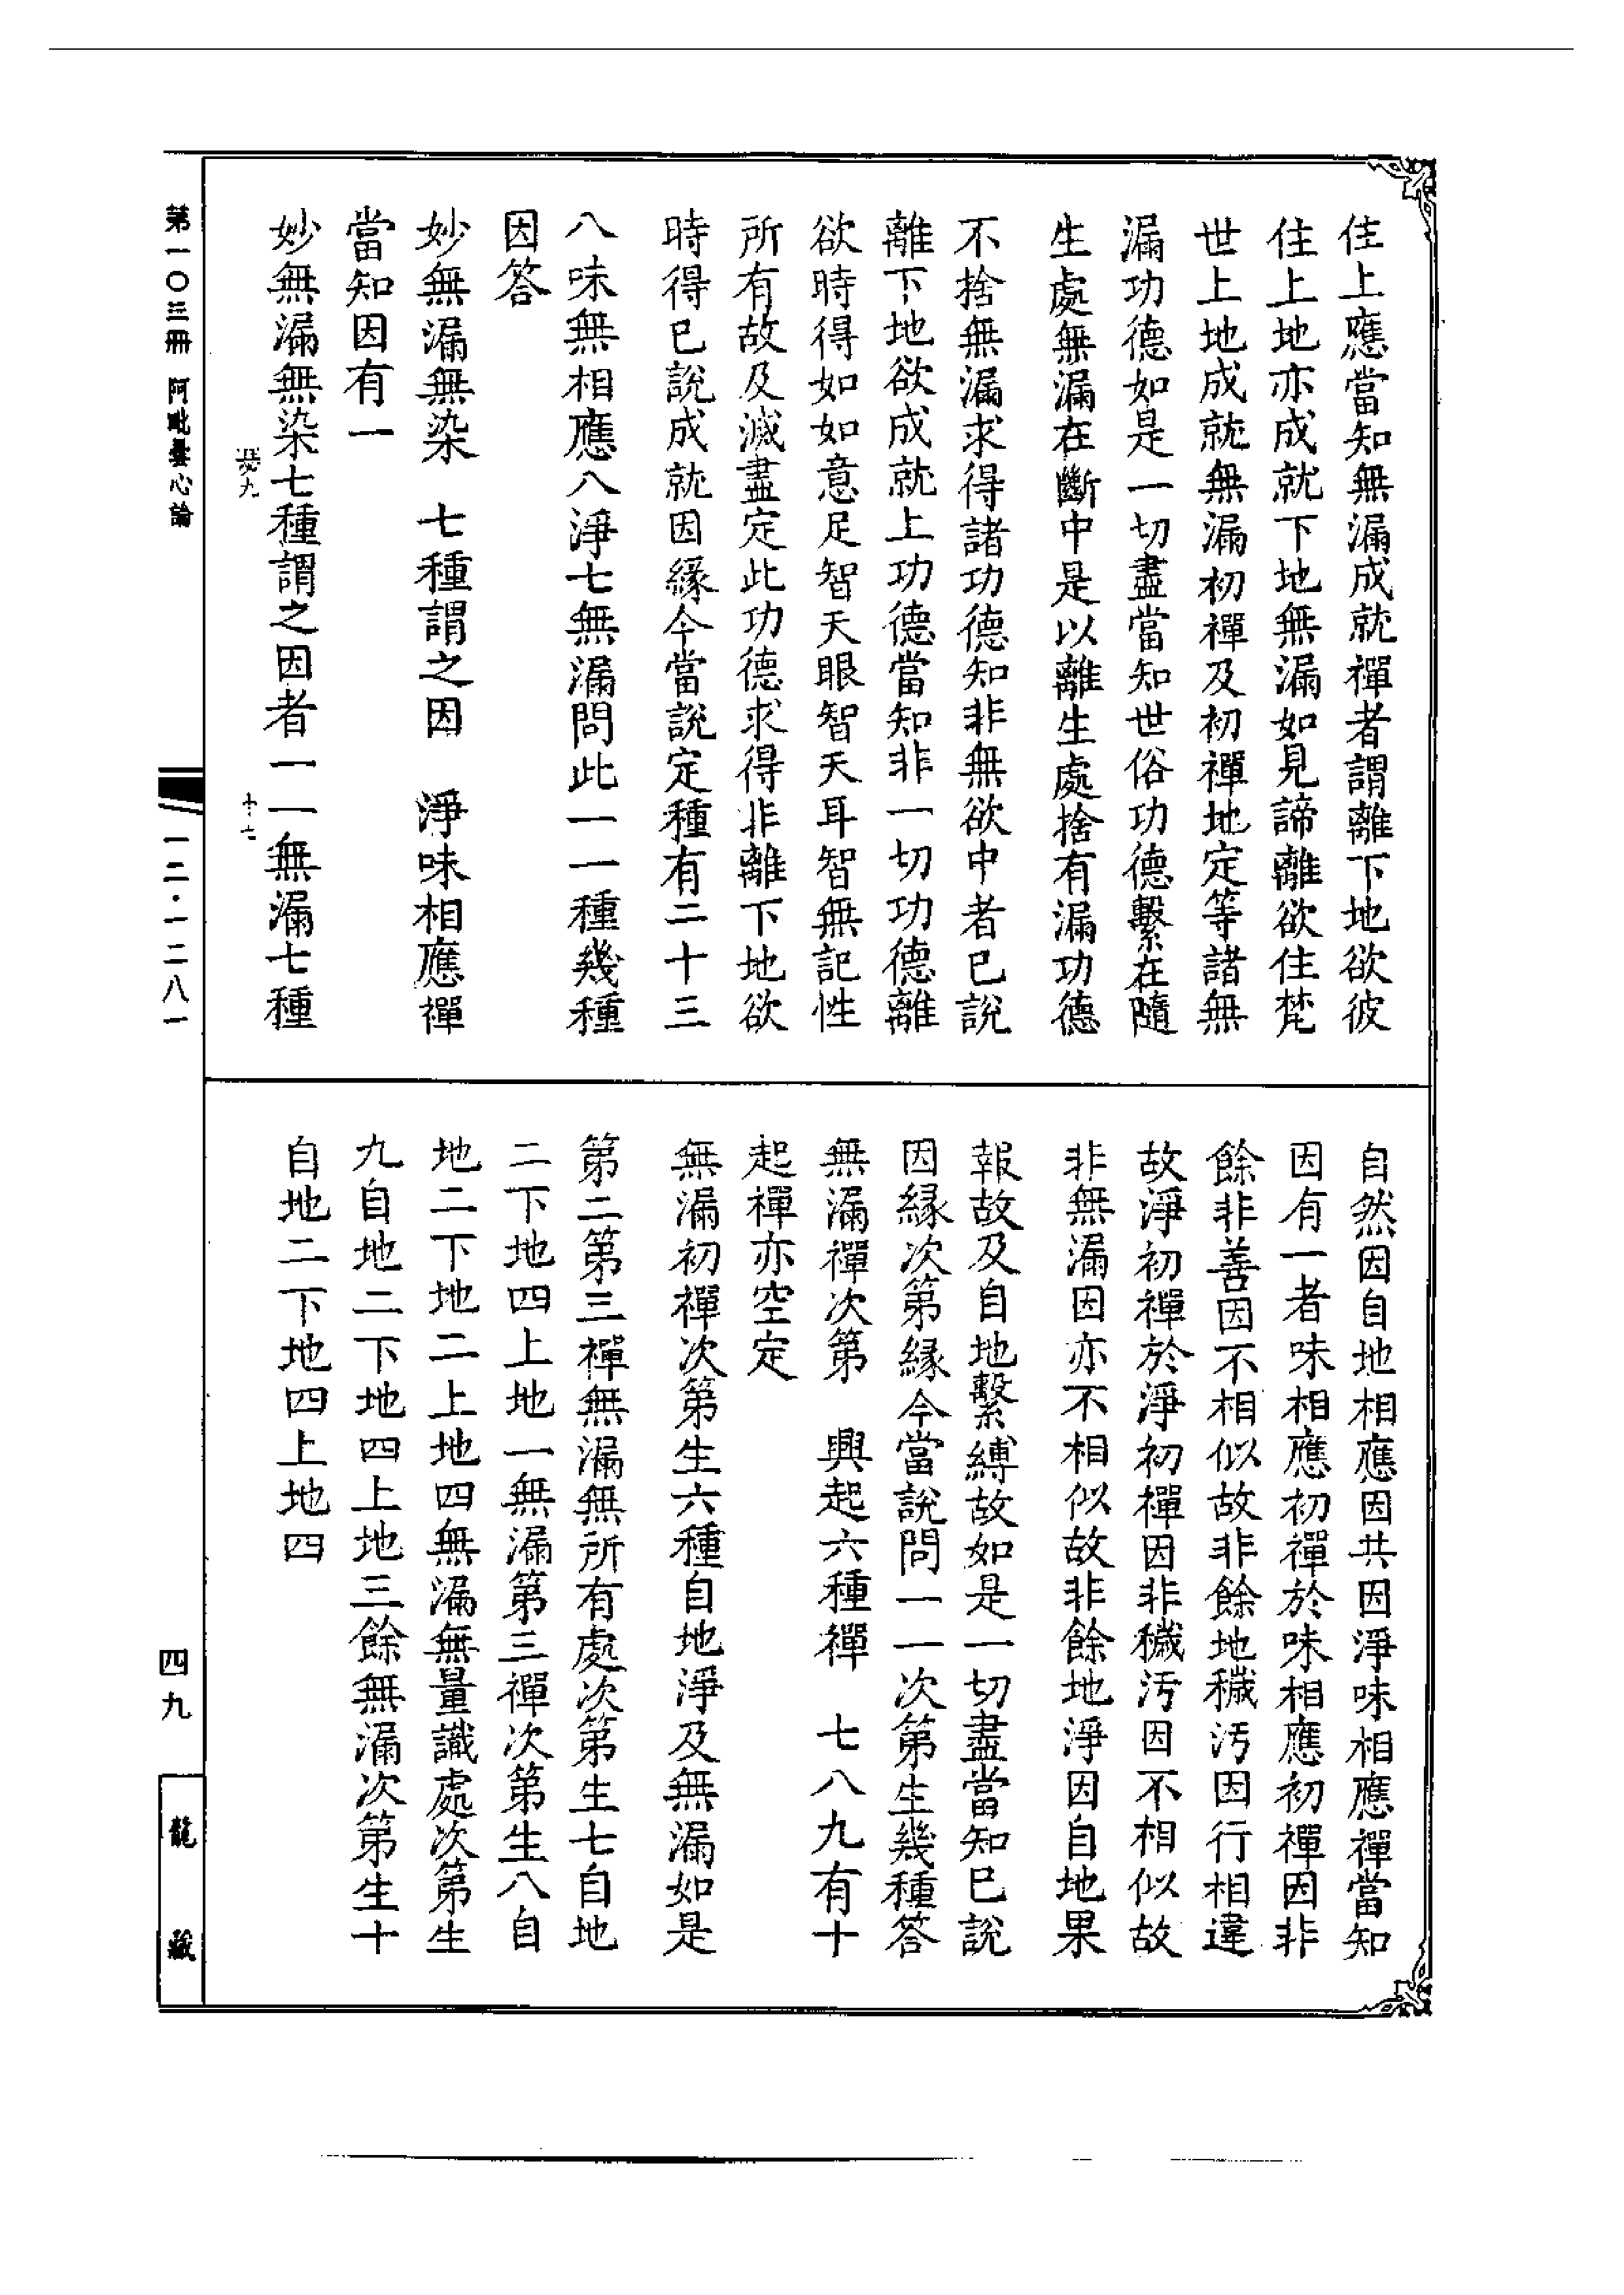 住上應當知無漏成就禪者謂離下地欲彼
住上地亦成就下地無漏如見諦離欲住梵
世上地成就無漏初禪及初禪地定等諸無
漏功德如是一切盡當知世俗功德繫在隨
生處無漏在斷中是以離生處捨有漏功德
不捨無漏求得諸功德知非無欲中者已說
離下地欲成就上功德當知非一切功德離
欲時得如如意足智天眼智天耳智無記性
所有故及滅盡定此功德求得非離下地欲
時得已說成就因緣今當說定種有二十三
八味無相應八淨七無漏問此一一種幾種
因答
妙無漏無染　七種謂之因　淨味相應禪
當知因有一
妙無漏無染七種謂之因者一一無漏七種
自然因自地相應因共因淨味相應禪當知
因有一者味相應初禪於味相應初禪因非
餘非善因不相似故非餘地穢污因行相違
故淨初禪於淨初禪因非穢污因不相似故
非無漏因亦不相似故非餘地淨因自地果
報故及自地繫縛故如是一切盡當知已說
因緣次第緣今當說問一一次第生幾種答
無漏禪次第　興起六種禪　七八九有十
起禪亦空定
無漏初禪次第生六種自地淨及無漏如是
第二第三禪無漏無所有處次第生七自地
二下地四上地一無漏第三禪次第生八自
地二下地二上地四無漏無量識處次第生
九自地二下地四上地三餘無漏次第生十
自地二下地四上地四
第一〇三冊　阿毗曇心論
一二·一二八一
四九
龍藏
十七